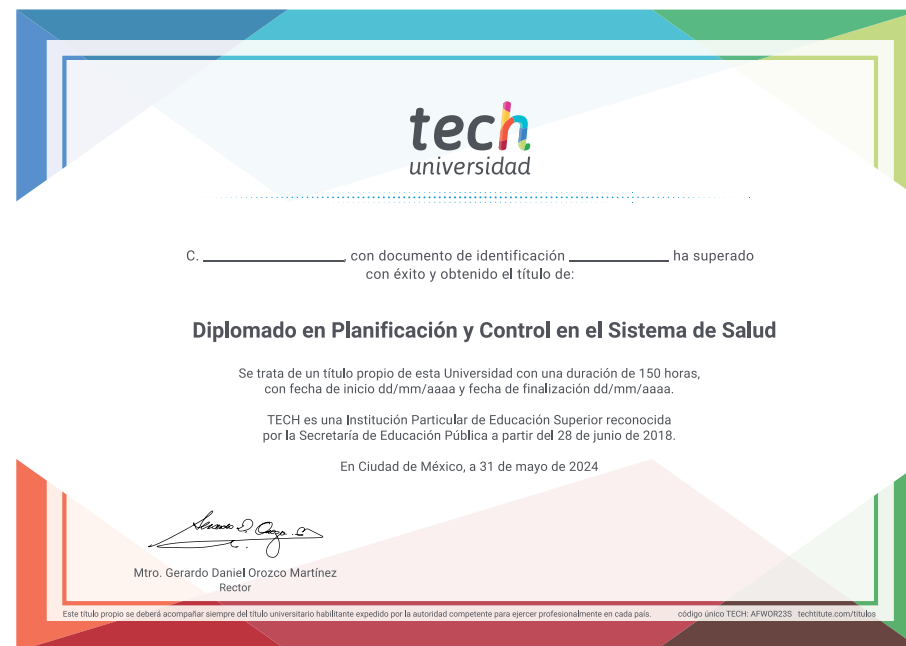 tech
universidad
C. ____________, con documento de identificación ____________ ha superado
con éxito y obtenido el título de:
Diplomado en Planificación y Control en el Sistema de Salud
Se trata de un título propio de esta Universidad con una duración de 150 horas,
con fecha de inicio dd/mm/aaaa y fecha de finalización dd/mm/aaaa.
TECH es una Institución Particular de Educación Superior reconocida
por la Secretaría de Educación Pública a partir del 28 de junio de 2018.
En Ciudad de México, a 31 de mayo de 2024
Mtro. Gerardo Daniel Orozco Martínez
Rector
Este título propio se deberá acompañar siempre del título universitario habilitante expedido por la autoridad competente para ejercer profesionalmente en cada país. código único TECH: AFWOR23S techtitute.com/titulos